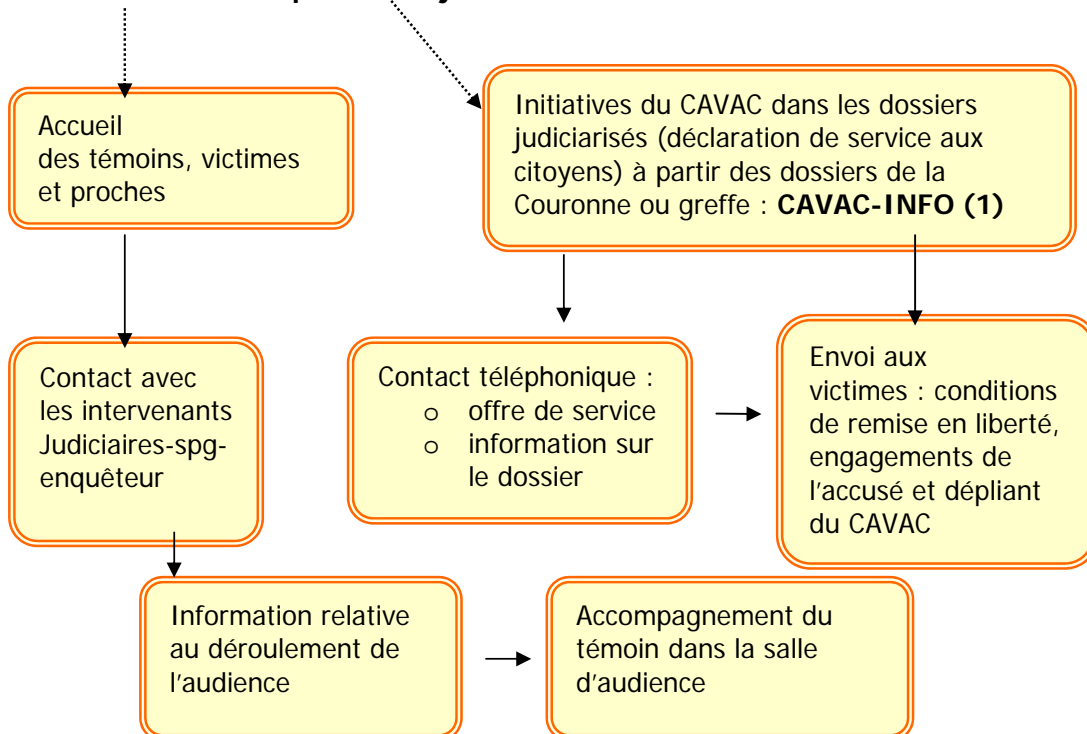 Accueil
des témoins, victimes
et proches
Initiatives du CAVAC dans les dossiers
judiciarisés (déclaration de service aux
citoyens) à partir des dossiers de la
Couronne ou greffe : CAVAC-INFO (1)
Contact avec
les intervenants
Judiciaires-spg-
enquêteur
Contact téléphonique :
o offre de service
o information sur
le dossier
Envoi aux
victimes : conditions
de remise en liberté,
engagements de
l'accusé et dépliant
du CAVAC
Information relative
au déroulement de
l'audience
Accompagnement du
témoin dans la salle
d'audience